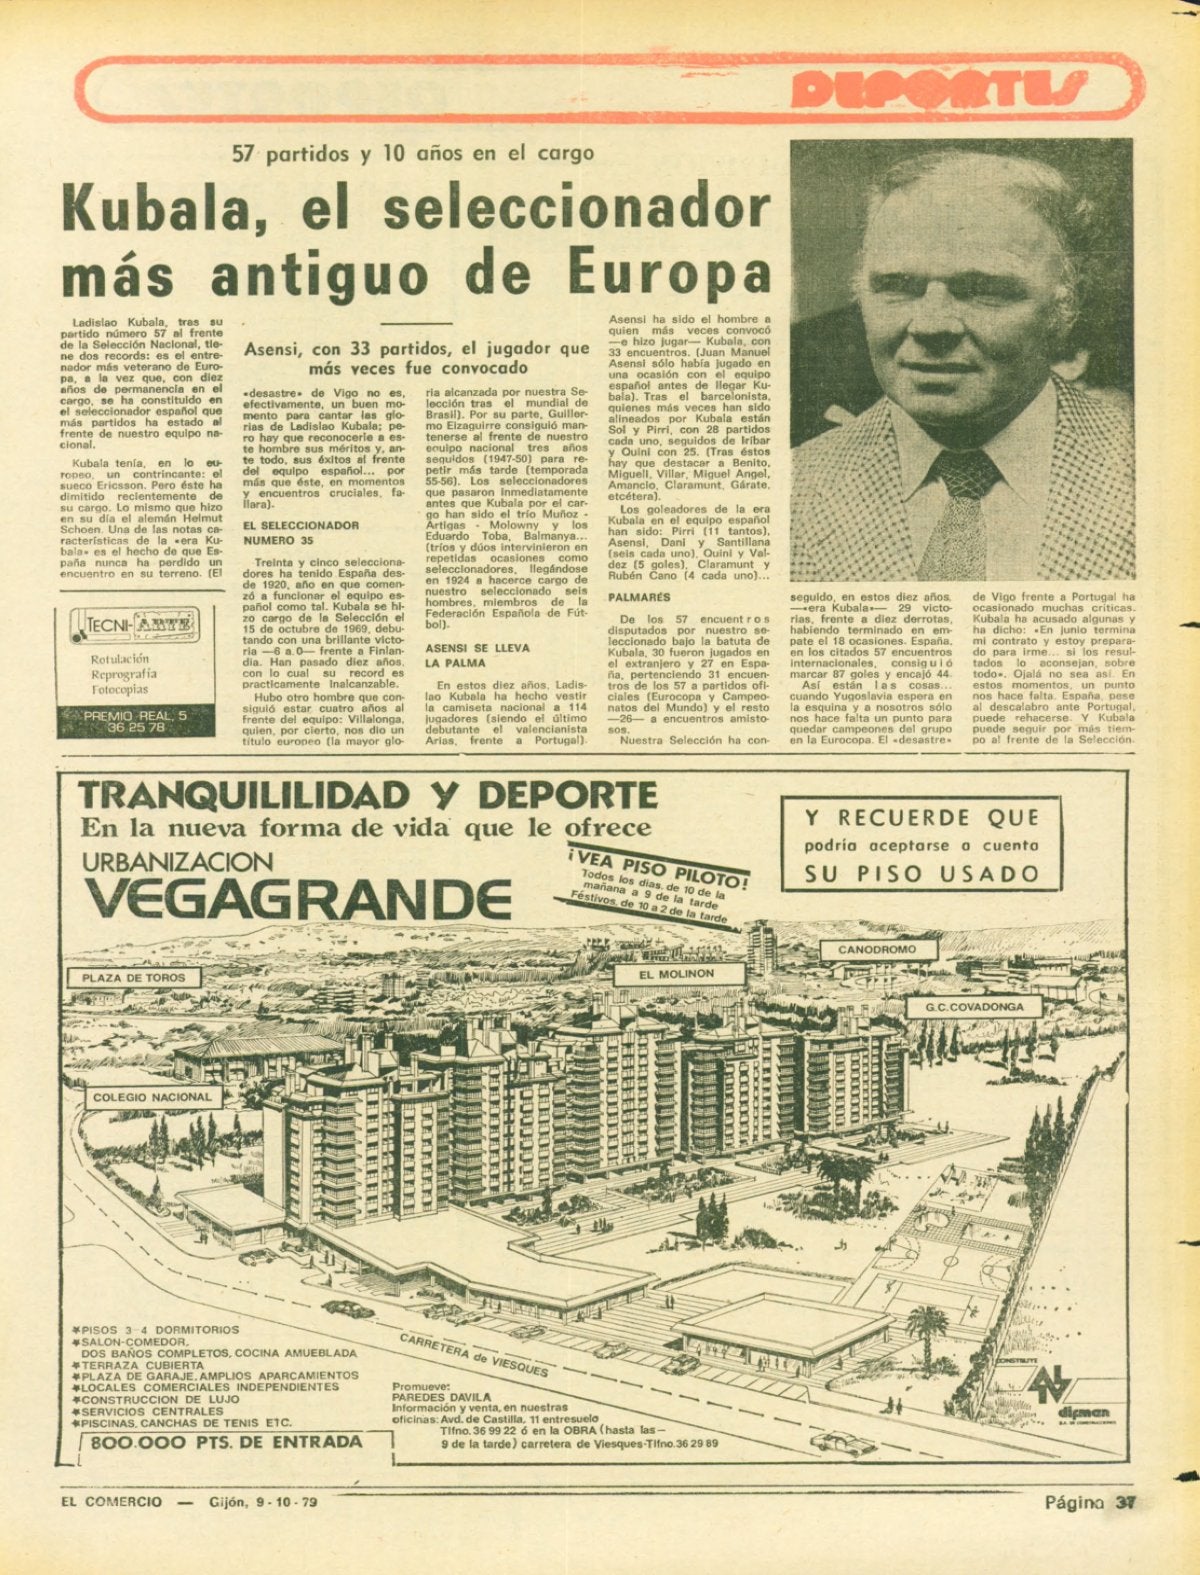 DEPORTES
57 partidos y 10 años en el cargo
Kubala, el seleccionador
más antiguo de Europa
Ladislao Kubala, tras su
partido número 57 al frente
de la Selección Nacional, tie-
ne dos records: es el entre-
nador más veterano de Euro-
pa, a la vez que, con diez
años de permanencia en el
cargo, se ha constituido en
el seleccionador español que
más partidos ha estado al
frente de nuestro equipo na-
cional.
Kubala tenía, en lo eu-
ropeo, un contrincante: el
sueco Ericsson. Pero éste ha
dimitido recientemente de
su cargo. Lo mismo que hizo
en su día el alemán Helmut
Schoen. Una de las notas ca-
racterísticas de la «era Ku-
bala» es el hecho de que Es-
paña nunca ha perdido un
encuentro en su terreno. (El
Asensi, con 33 partidos, el jugador que
más veces fue convocado
«desastre» de Vigo no es,
efectivamente, un buen mo-
mento para cantar las glo-
rias de Ladislao Kubala; pe-
ro hay que reconocerle a es-
te hombre sus méritos y, an-
te todo, sus éxitos al frente
del equipo español... por
más que éste, en momentos
y encuentros cruciales, fa-
llara).
EL SELECCIONADOR
NUMERO 35
Treinta y cinco selecciona-
dores ha tenido España des-
de 1920, año en que comen-
zó a funcionar el equipo es-
pañol como tal. Kubala se hi-
zo cargo de la Selección el
15 de octubre de 1969, debu-
tando con una brillante victo-
ria —6 a.0— frente a Finlan-
dia. Han pasado diez años,
con lo cual su record es
practicamente inalcanzable.
Hubo otro hombre que con-
siguió estar cuatro años al
frente del equipo: Villalonga,
quien, por cierto, nos dio un
título europeo (la mayor glo-
ria alcanzada por nuestra Se-
lección tras el mundial de
Brasil). Por su parte, Guiller-
mo Eizaguirre consiguió man-
tenerse al frente de nuestro
equipo nacional tres años
seguidos (1947-50) para re-
petir más tarde (temporada
55-56). Los seleccionadores
que pasaron inmediatamente
antes que Kubala por el car-
go han sido el trío Muñoz -
Artigas - Molowny y los
Eduardo Toba, Balmanya...
(tríos y dúos intervinieron en
repetidas ocasiones como
seleccionadores, llegándose
en 1924 a hacerce cargo de
nuestro seleccionado seis
hombres, miembros de la
Federación Española de Fút-
bol).
ASENSI SE LLEVA
LA PALMA
En estos diez años, Ladis-
lao Kubala ha hecho vestir
la camiseta nacional a 114
jugadores (siendo el último
debutante el valencianista
Arias, frente a Portugal).
Asensi ha sido el hombre a
quien más veces convocó
—e hizo jugar— Kubala, con
33 encuentros. (Juan Manuel
Asensi sólo había jugado en
una ocasión con el equipo
español antes de llegar Ku-
bala). Tras el barcelonista,
quienes más veces han sido
alineados por Kubala están
Sol y Pirri, con 28 partidos
cada uno, seguidos de Iríbar
y Quini con 25. (Tras éstos
hay que destacar a Benito,
Migueli, Villar, Miguel Angel,
Amancio, Claramunt, Gárate,
etcétera).
Los goleadores de la era
Kubala en el equipo español
han sido: Pirri (11 tantos),
Asensi, Dani y Santillana
(seis cada uno), Quini y Val-
dez (5 goles), Claramunt y
Rubén Cano (4 cada uno)...
PALMARÉS
De los 57 encuentros
disputados por nuestro se-
leccionado bajo la batuta de
Kubala, 30 fueron jugados en
el extranjero y 27 en Espa-
ña, pertenciendo 31 encuen-
tros de los 57 a partidos ofi-
ciales (Eurocopa y Campeo-
natos del Mundo) y el resto
—26— a encuentros amisto-
sos.
Nuestra Selección ha con-
seguido, en estos diez años,
—«era Kubala»— 29 victo-
rias, frente a diez derrotas,
habiendo terminado en em-
pate el 18 ocasiones. España,
en los citados 57 encuentros
internacionales, consiguió
marcar 87 goles y encajó 44.
Así están las cosas...
cuando Yugoslavia espera en
la esquina y a nosotros sólo
nos hace falta un punto para
quedar campeones del grupo
en la Eurocopa. El «desastre»
de Vigo frente a Portugal ha
ocasionado muchas críticas.
Kubala ha acusado algunas y
ha dicho: «En junio termina
mi contrato y estoy prepara-
do para irme... si los resul-
tados lo aconsejan, sobre
todo». Ojalá no sea así. En
estos momentos, un punto
nos hace falta. España, pese
al descalabro ante Portugal,
puede rehacerse. Y Kubala
puede seguir por más tiem-
po al frente de la Selección.
TECNI-ARTE
Rotulación
Reprografía
Fotocopias
PREMIO REAL, 5
36 25 78
TRANQUILILIDAD Y DEPORTE
En la nueva forma de vida que le ofrece
URBANIZACION
VEGAGRANDE
¡VEA PISO PILOTO!
Todos los dias, de 10 de la
mañana a 9 de la tarde
Féstivos, de 10 a 2 de la tarde
Y RECUERDE QUE
podría aceptarse a cuenta
SU PISO USADO
PLAZA DE TOROS
EL MOLINON
CANODROMO
G.C. COVADONGA
COLEGIO NACIONAL
CARRETERA de VIESQUES
*PISOS 3-4 DORMITORIOS
*SALON-COMEDOR,
DOS BAÑOS COMPLETOS, COCINA AMUEBLADA
*TERRAZA CUBIERTA
*PLAZA DE GARAJE, AMPLIOS APARCAMIENTOS
*LOCALES COMERCIALES INDEPENDIENTES
*CONSTRUCCION DE LUJO
*SERVICIOS CENTRALES
*PISCINAS, CANCHAS DE TENIS ETC.
800.000 PTS. DE ENTRADA
Promueve:
PAREDES DAVILA
Información y venta, en nuestras
oficinas: Avd. de Castilla, 11 entresuelo
Tlfno. 36 99 22 ó en la OBRA (hasta las-
9 de la tarde) carretera de Viesques-Tlfno. 36 29 89
CONSTRUYE
difman
S.A. DE CONSTRUCCIONES
EL COMERCIO — Gijón, 9-10-79
Página 37